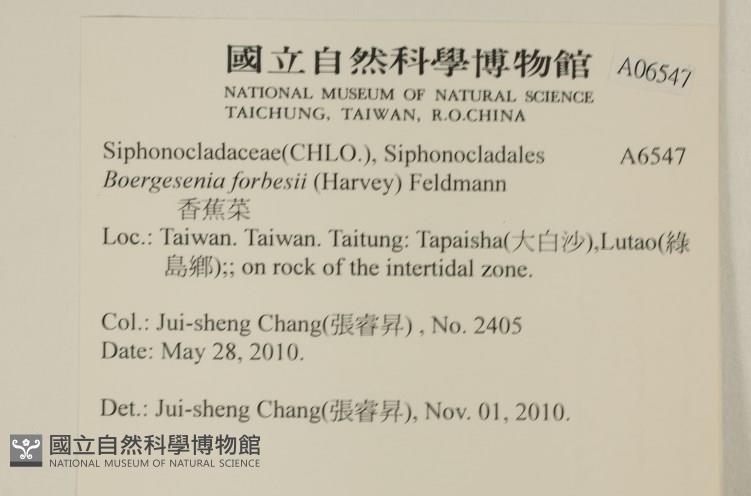 國立自然科學博物館
A06547
NATIONAL MUSEUM OF NATURAL SCIENCE
TAICHUNG, TAIWAN, R.O.CHINA
Siphonocladaceae(CHLO.), Siphonocladales A6547
Boergesenia forbesii (Harvey) Feldmann
香蕉菜
Loc.: Taiwan. Taiwan. Taitung: Tapaisha(大白沙),Lutao(綠
島鄉);; on rock of the intertidal zone.
Col.: Jui-sheng Chang(張睿昇) , No. 2405
Date: May 28, 2010.
Det.: Jui-sheng Chang(張睿昇), Nov. 01, 2010.
國立自然科學博物館
NATIONAL MUSEUM OF NATURAL SCIENCE